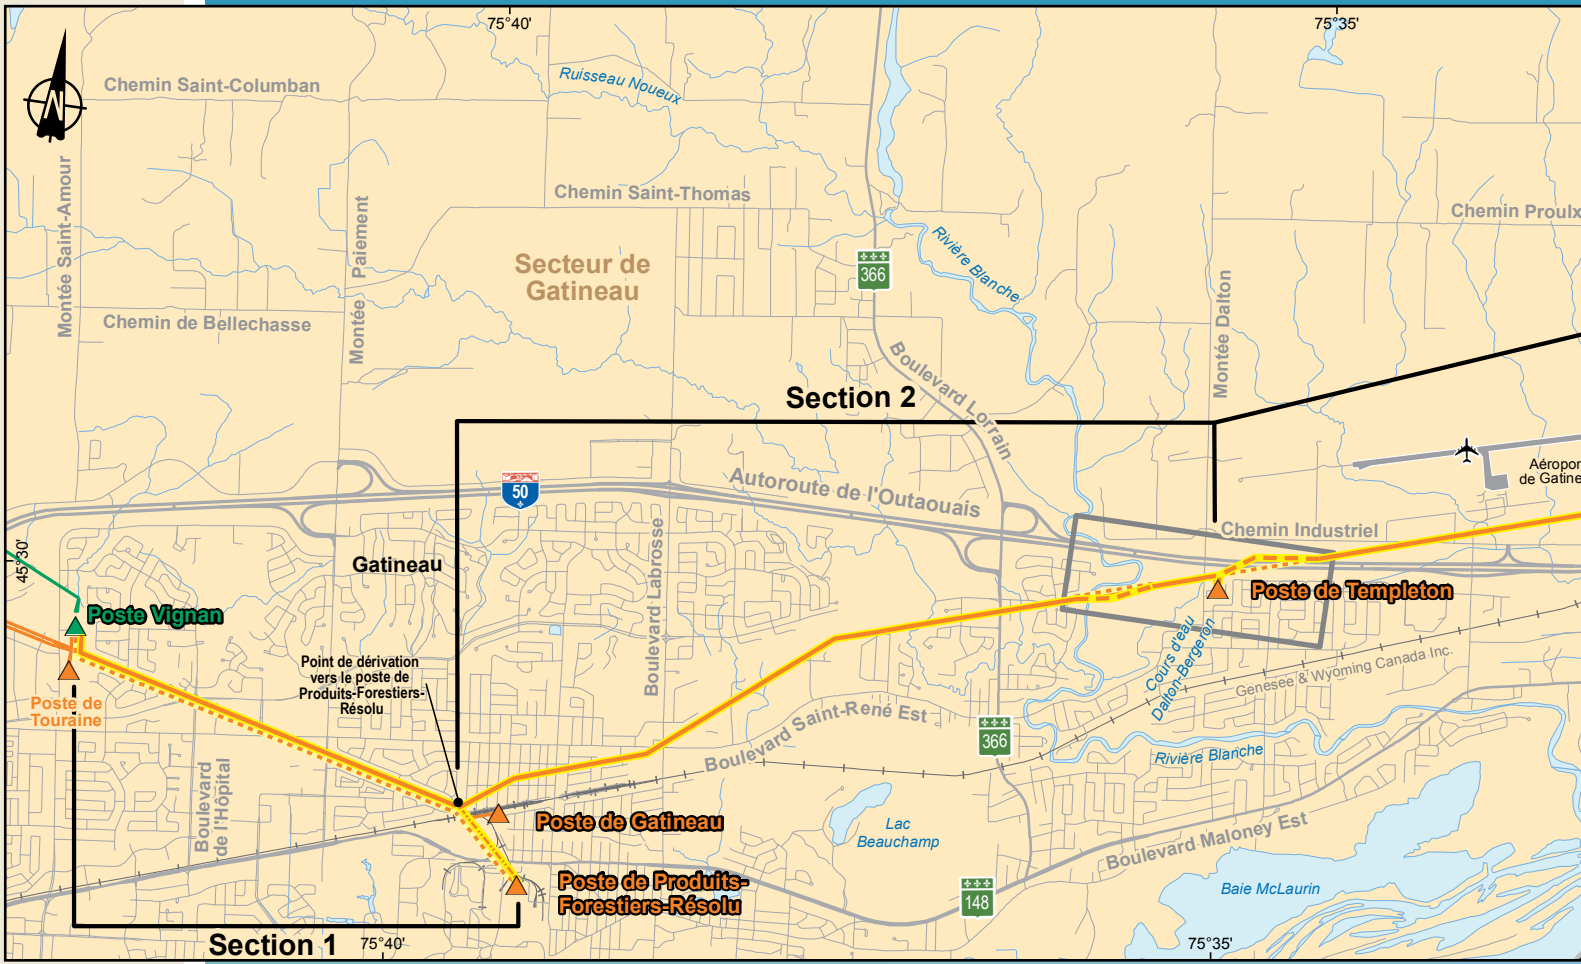 75°40'
75°35'
N
Chemin Saint-Columban
Ruisseau Noueux
Montée Saint-Amour
Montée Paiement
Chemin Saint-Thomas
Chemin Proulx
Secteur de
Gatineau
366
Rivière Blanche
Montée Dalton
Chemin de Bellechasse
Boulevard Lorrain
Section 2
50
Autoroute de l'Outaouais
Aéropor
de Gatine
Chemin Industriel
45°30'
Gatineau
Boulevard Labrosse
Poste Vignan
Poste de Templeton
Cours d'eau
Dalton-Bergeron
Genesee & Wyoming Canada Inc.
Point de dérivation
vers le poste de
Produits-Forestiers-
Résolu
Poste de
Touraine
Boulevard Saint-René Est
366
Rivière Blanche
Boulevard
de l'Hôpital
Poste de Gatineau
Lac
Beauchamp
Boulevard Maloney Est
Poste de Produits-
Forestiers-Résolu
148
Baie McLaurin
Section 1
75°40'
75°35'